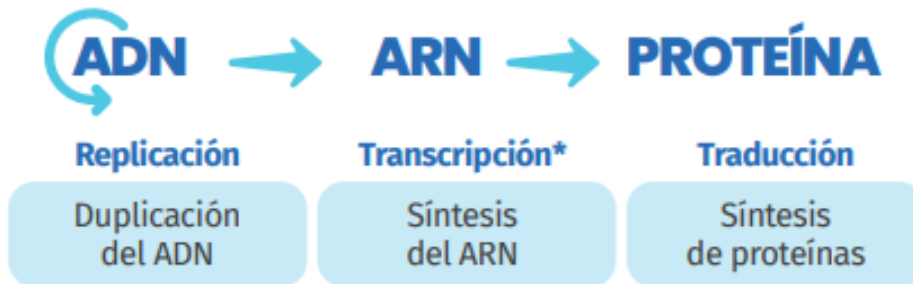 ADN ARN PROTEÍNA
Replicación Transcripción* Traducción
Duplicación
del ADN
Síntesis
del ARN
Síntesis
de proteínas